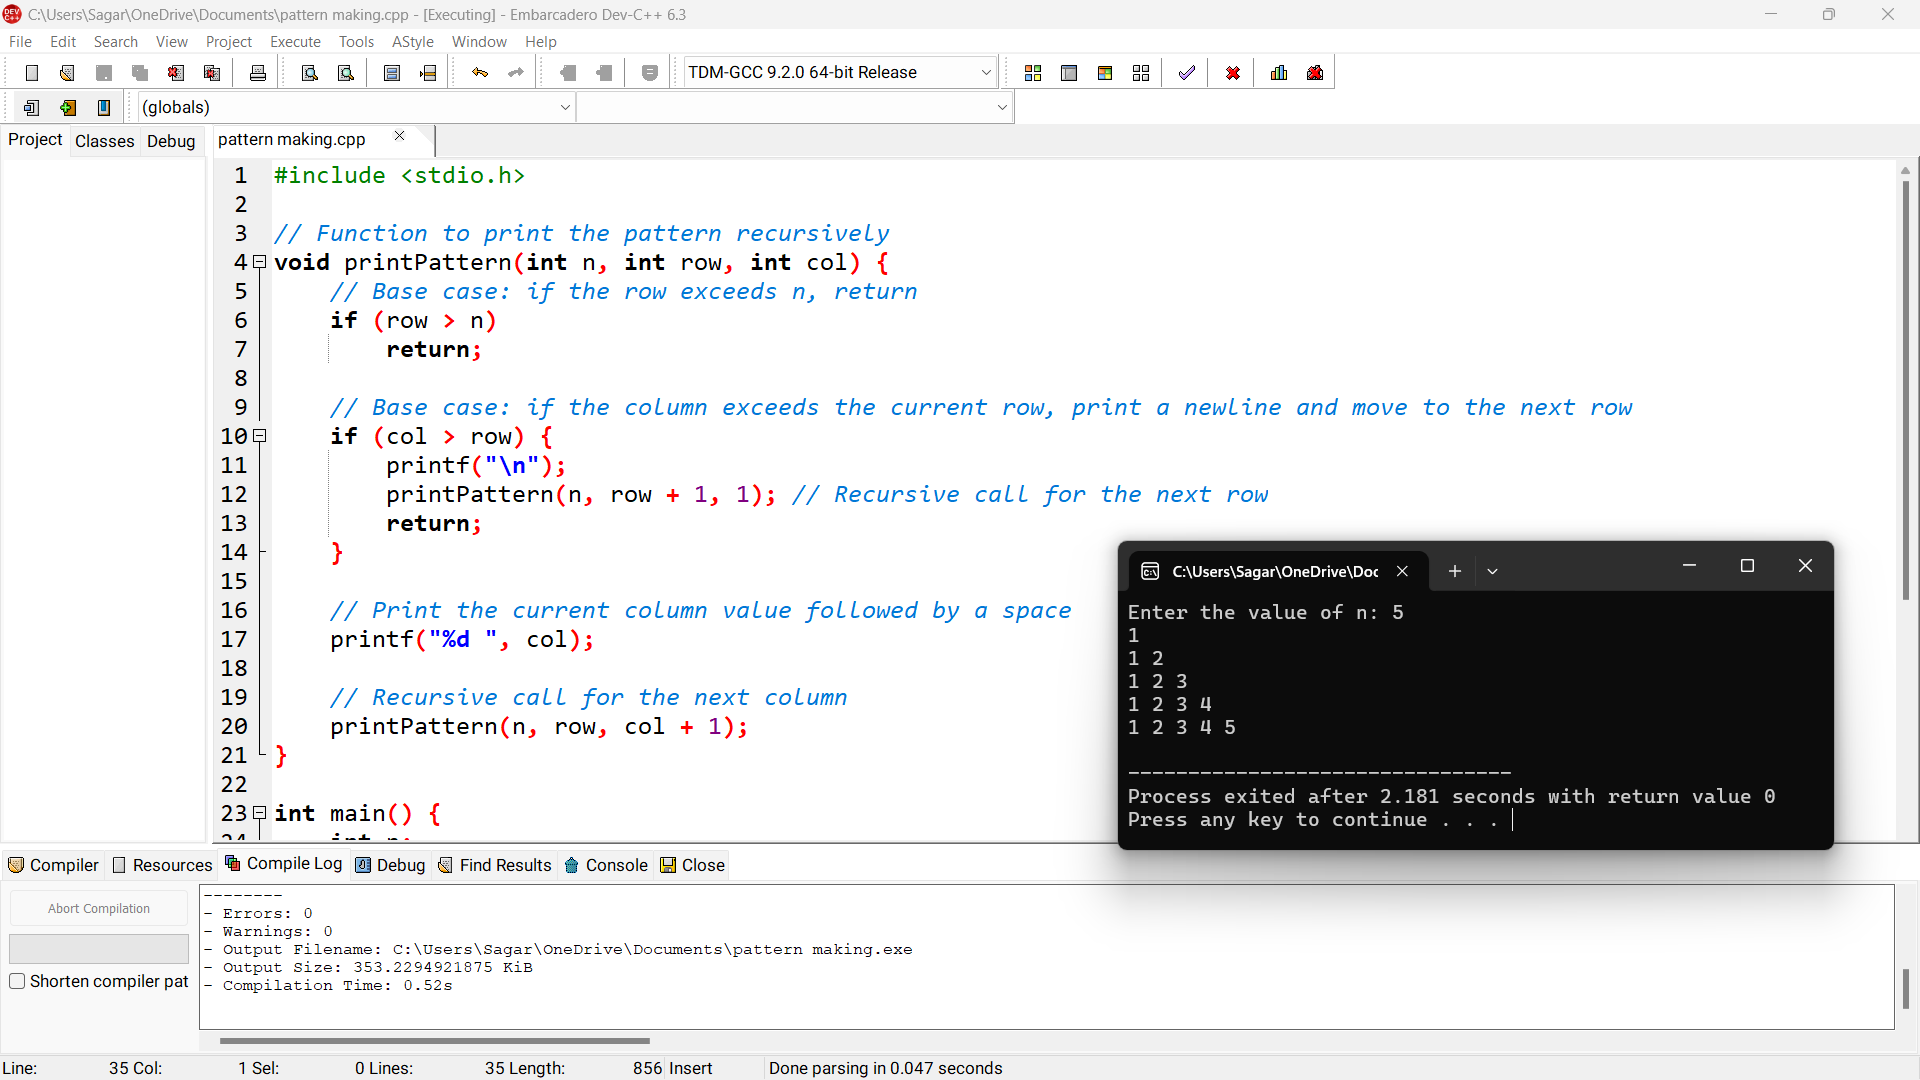 C:\Users\Sagar\OneDrive\Documents\pattern making.cpp - [Executing] - Embarcadero Dev-C++ 6.3
File Edit Search View Project Execute Tools AStyle Window Help
TDM-GCC 9.2.0 64-bit Release
(globals)
Project Classes Debug
pattern making.cpp
1 #include <stdio.h>
2
3 // Function to print the pattern recursively
4 void printPattern(int n, int row, int col) {
5 // Base case: if the row exceeds n, return
6 if (row > n)
7 return;
8
9 // Base case: if the column exceeds the current row, print a newline and move to the next row
10 if (col > row) {
11 printf("\n");
12 printPattern(n, row + 1, 1); // Recursive call for the next row
13 return;
14 }
15
16 // Print the current column value followed by a space
17 printf("%d ", col);
18
19 // Recursive call for the next column
20 printPattern(n, row, col + 1);
21 }
22
23 int main() {
24 int n;
C:\Users\Sagar\OneDrive\Doc
Enter the value of n: 5
1
1 2
1 2 3
1 2 3 4
1 2 3 4 5
--------------------------------
Process exited after 2.181 seconds with return value 0
Press any key to continue . . .
Compiler Resources Compile Log Debug Find Results Console Close
Abort Compilation
Shorten compiler pat
--------
- Errors: 0
- Warnings: 0
- Output Filename: C:\Users\Sagar\OneDrive\Documents\pattern making.exe
- Output Size: 353.2294921875 KiB
- Compilation Time: 0.52s
Line: 35 Col: 1 Sel: 0 Lines: 35 Length: 856 Insert Done parsing in 0.047 seconds